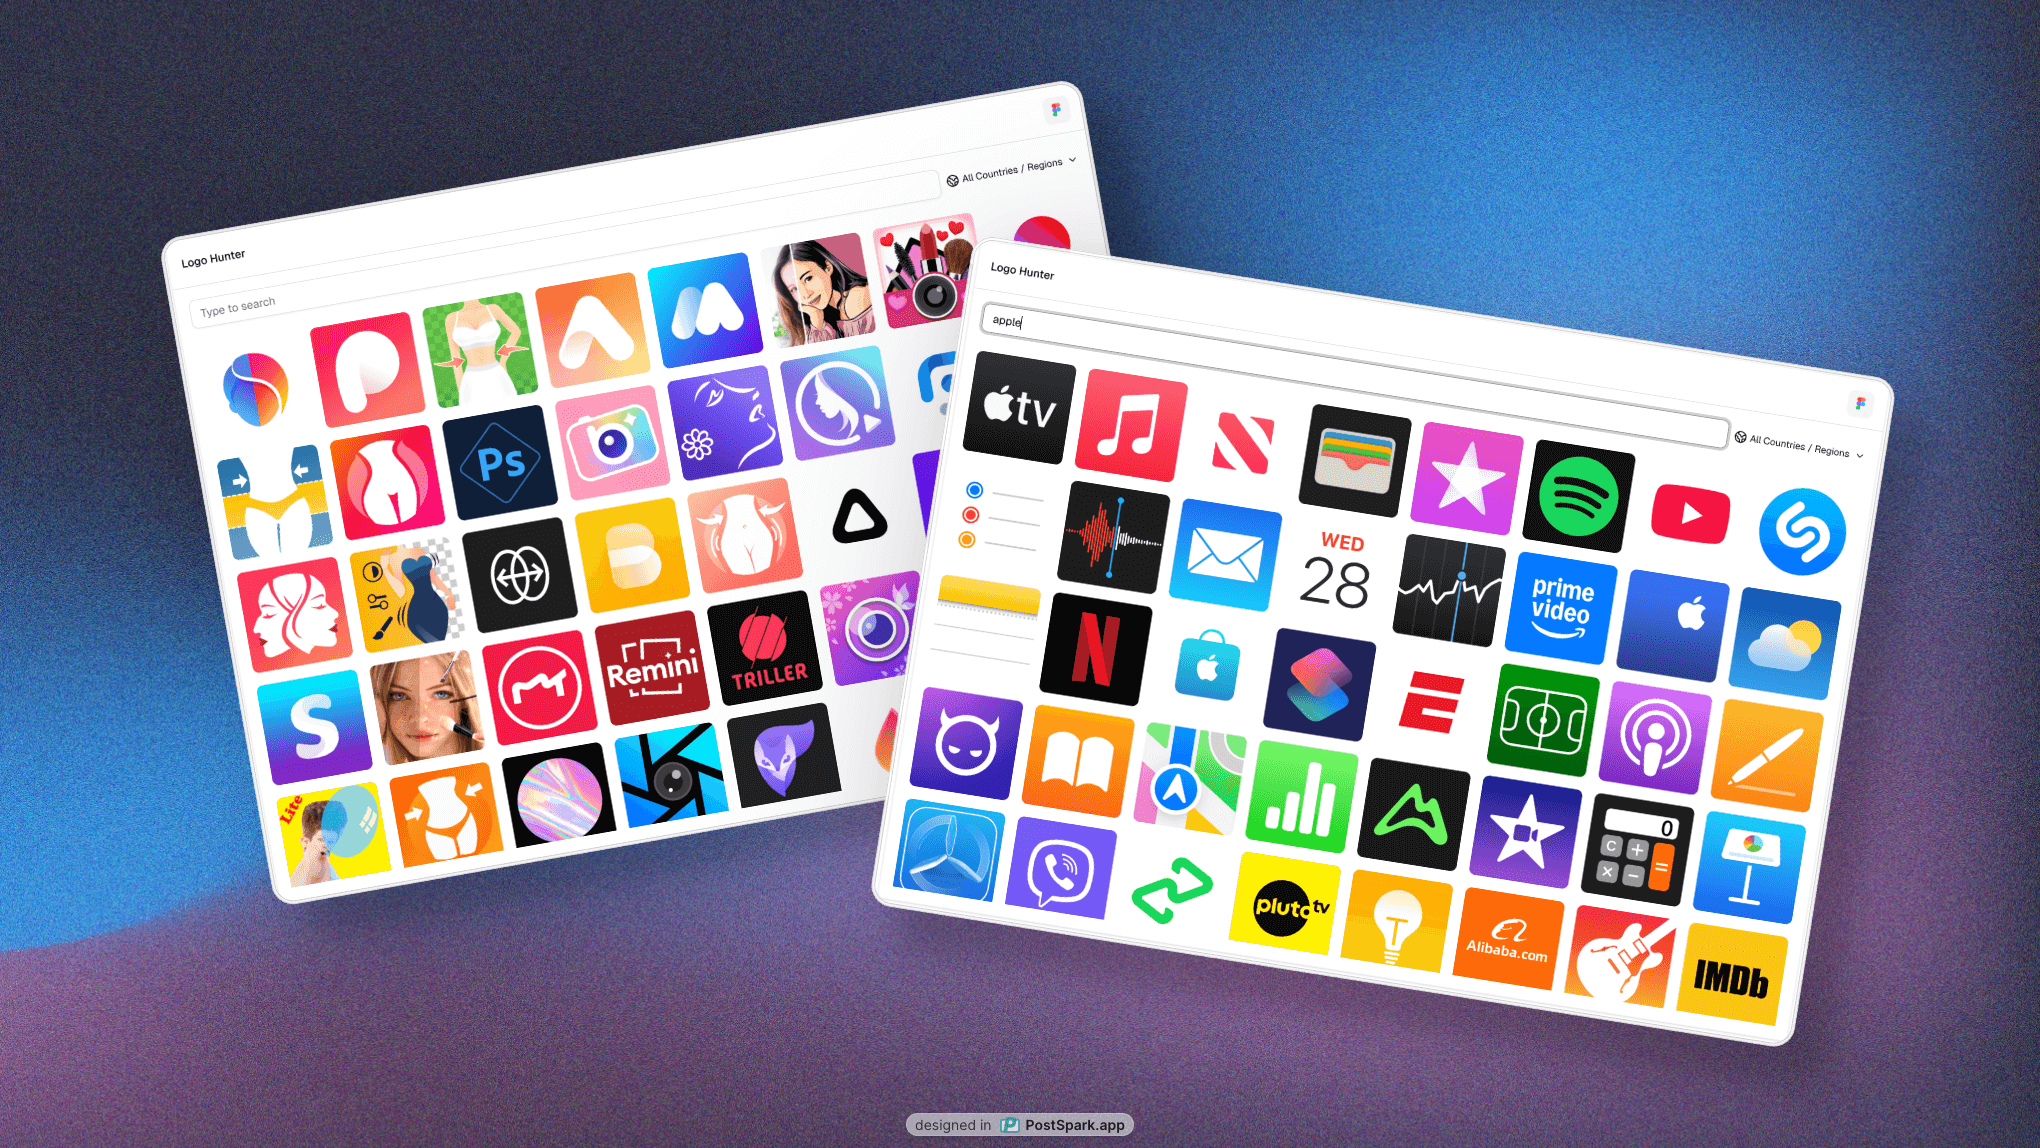 Logo Hunter
All Countries / Regions
Type to search
Ps
B
Remini
TRILLER
S
Lite
Logo Hunter
apple
All Countries / Regions
tv
WED
28
prime
video
N
E
0
C + =
× −
pluto tv
T
Alibaba.com
IMDb
designed in PostSpark.app